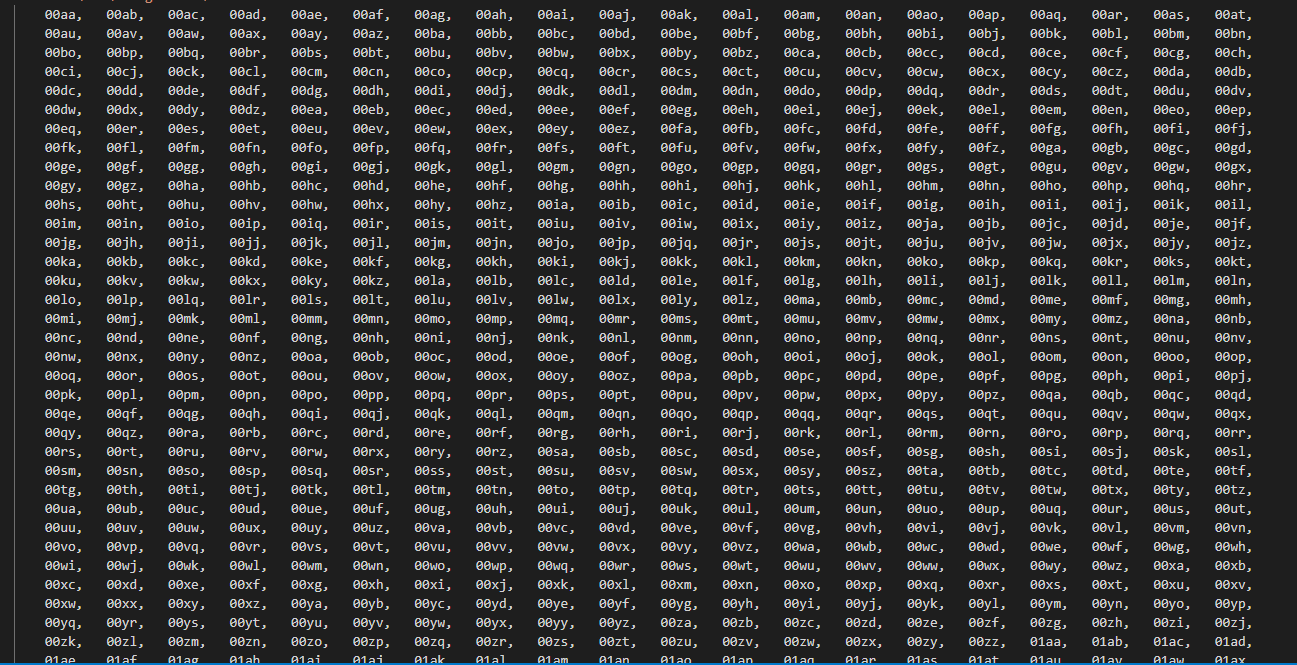 00aa, 00ab, 00ac, 00ad, 00ae, 00af, 00ag, 00ah, 00ai, 00aj, 00ak, 00al, 00am, 00an, 00ao, 00ap, 00aq, 00ar, 00as, 00at,
00au, 00av, 00aw, 00ax, 00ay, 00az, 00ba, 00bb, 00bc, 00bd, 00be, 00bf, 00bg, 00bh, 00bi, 00bj, 00bk, 00bl, 00bm, 00bn,
00bo, 00bp, 00bq, 00br, 00bs, 00bt, 00bu, 00bv, 00bw, 00bx, 00by, 00bz, 00ca, 00cb, 00cc, 00cd, 00ce, 00cf, 00cg, 00ch,
00ci, 00cj, 00ck, 00cl, 00cm, 00cn, 00co, 00cp, 00cq, 00cr, 00cs, 00ct, 00cu, 00cv, 00cw, 00cx, 00cy, 00cz, 00da, 00db,
00dc, 00dd, 00de, 00df, 00dg, 00dh, 00di, 00dj, 00dk, 00dl, 00dm, 00dn, 00do, 00dp, 00dq, 00dr, 00ds, 00dt, 00du, 00dv,
00dw, 00dx, 00dy, 00dz, 00ea, 00eb, 00ec, 00ed, 00ee, 00ef, 00eg, 00eh, 00ei, 00ej, 00ek, 00el, 00em, 00en, 00eo, 00ep,
00eq, 00er, 00es, 00et, 00eu, 00ev, 00ew, 00ex, 00ey, 00ez, 00fa, 00fb, 00fc, 00fd, 00fe, 00ff, 00fg, 00fh, 00fi, 00fj,
00fk, 00fl, 00fm, 00fn, 00fo, 00fp, 00fq, 00fr, 00fs, 00ft, 00fu, 00fv, 00fw, 00fx, 00fy, 00fz, 00ga, 00gb, 00gc, 00gd,
00ge, 00gf, 00gg, 00gh, 00gi, 00gj, 00gk, 00gl, 00gm, 00gn, 00go, 00gp, 00gq, 00gr, 00gs, 00gt, 00gu, 00gv, 00gw, 00gx,
00gy, 00gz, 00ha, 00hb, 00hc, 00hd, 00he, 00hf, 00hg, 00hh, 00hi, 00hj, 00hk, 00hl, 00hm, 00hn, 00ho, 00hp, 00hq, 00hr,
00hs, 00ht, 00hu, 00hv, 00hw, 00hx, 00hy, 00hz, 00ia, 00ib, 00ic, 00id, 00ie, 00if, 00ig, 00ih, 00ii, 00ij, 00ik, 00il,
00im, 00in, 00io, 00ip, 00iq, 00ir, 00is, 00it, 00iu, 00iv, 00iw, 00ix, 00iy, 00iz, 00ja, 00jb, 00jc, 00jd, 00je, 00jf,
00jg, 00jh, 00ji, 00jj, 00jk, 00jl, 00jm, 00jn, 00jo, 00jp, 00jq, 00jr, 00js, 00jt, 00ju, 00jv, 00jw, 00jx, 00jy, 00jz,
00ka, 00kb, 00kc, 00kd, 00ke, 00kf, 00kg, 00kh, 00ki, 00kj, 00kk, 00kl, 00km, 00kn, 00ko, 00kp, 00kq, 00kr, 00ks, 00kt,
00ku, 00kv, 00kw, 00kx, 00ky, 00kz, 00la, 00lb, 00lc, 00ld, 00le, 00lf, 00lg, 00lh, 00li, 00lj, 00lk, 00ll, 00lm, 00ln,
00lo, 00lp, 00lq, 00lr, 00ls, 00lt, 00lu, 00lv, 00lw, 00lx, 00ly, 00lz, 00ma, 00mb, 00mc, 00md, 00me, 00mf, 00mg, 00mh,
00mi, 00mj, 00mk, 00ml, 00mm, 00mn, 00mo, 00mp, 00mq, 00mr, 00ms, 00mt, 00mu, 00mv, 00mw, 00mx, 00my, 00mz, 00na, 00nb,
00nc, 00nd, 00ne, 00nf, 00ng, 00nh, 00ni, 00nj, 00nk, 00nl, 00nm, 00nn, 00no, 00np, 00nq, 00nr, 00ns, 00nt, 00nu, 00nv,
00nw, 00nx, 00ny, 00nz, 00oa, 00ob, 00oc, 00od, 00oe, 00of, 00og, 00oh, 00oi, 00oj, 00ok, 00ol, 00om, 00on, 00oo, 00op,
00oq, 00or, 00os, 00ot, 00ou, 00ov, 00ow, 00ox, 00oy, 00oz, 00pa, 00pb, 00pc, 00pd, 00pe, 00pf, 00pg, 00ph, 00pi, 00pj,
00pk, 00pl, 00pm, 00pn, 00po, 00pp, 00pq, 00pr, 00ps, 00pt, 00pu, 00pv, 00pw, 00px, 00py, 00pz, 00qa, 00qb, 00qc, 00qd,
00qe, 00qf, 00qg, 00qh, 00qi, 00qj, 00qk, 00ql, 00qm, 00qn, 00qo, 00qp, 00qq, 00qr, 00qs, 00qt, 00qu, 00qv, 00qw, 00qx,
00qy, 00qz, 00ra, 00rb, 00rc, 00rd, 00re, 00rf, 00rg, 00rh, 00ri, 00rj, 00rk, 00rl, 00rm, 00rn, 00ro, 00rp, 00rq, 00rr,
00rs, 00rt, 00ru, 00rv, 00rw, 00rx, 00ry, 00rz, 00sa, 00sb, 00sc, 00sd, 00se, 00sf, 00sg, 00sh, 00si, 00sj, 00sk, 00sl,
00sm, 00sn, 00so, 00sp, 00sq, 00sr, 00ss, 00st, 00su, 00sv, 00sw, 00sx, 00sy, 00sz, 00ta, 00tb, 00tc, 00td, 00te, 00tf,
00tg, 00th, 00ti, 00tj, 00tk, 00tl, 00tm, 00tn, 00to, 00tp, 00tq, 00tr, 00ts, 00tt, 00tu, 00tv, 00tw, 00tx, 00ty, 00tz,
00ua, 00ub, 00uc, 00ud, 00ue, 00uf, 00ug, 00uh, 00ui, 00uj, 00uk, 00ul, 00um, 00un, 00uo, 00up, 00uq, 00ur, 00us, 00ut,
00uu, 00uv, 00uw, 00ux, 00uy, 00uz, 00va, 00vb, 00vc, 00vd, 00ve, 00vf, 00vg, 00vh, 00vi, 00vj, 00vk, 00vl, 00vm, 00vn,
00vo, 00vp, 00vq, 00vr, 00vs, 00vt, 00vu, 00vv, 00vw, 00vx, 00vy, 00vz, 00wa, 00wb, 00wc, 00wd, 00we, 00wf, 00wg, 00wh,
00wi, 00wj, 00wk, 00wl, 00wm, 00wn, 00wo, 00wp, 00wq, 00wr, 00ws, 00wt, 00wu, 00wv, 00ww, 00wx, 00wy, 00wz, 00xa, 00xb,
00xc, 00xd, 00xe, 00xf, 00xg, 00xh, 00xi, 00xj, 00xk, 00xl, 00xm, 00xn, 00xo, 00xp, 00xq, 00xr, 00xs, 00xt, 00xu, 00xv,
00xw, 00xx, 00xy, 00xz, 00ya, 00yb, 00yc, 00yd, 00ye, 00yf, 00yg, 00yh, 00yi, 00yj, 00yk, 00yl, 00ym, 00yn, 00yo, 00yp,
00yq, 00yr, 00ys, 00yt, 00yu, 00yv, 00yw, 00yx, 00yy, 00yz, 00za, 00zb, 00zc, 00zd, 00ze, 00zf, 00zg, 00zh, 00zi, 00zj,
00zk, 00zl, 00zm, 00zn, 00zo, 00zp, 00zq, 00zr, 00zs, 00zt, 00zu, 00zv, 00zw, 00zx, 00zy, 00zz, 01aa, 01ab, 01ac, 01ad,
01ae, 01af, 01ag, 01ah, 01ai, 01aj, 01ak, 01al, 01am, 01an, 01ao, 01ap, 01aq, 01ar, 01as, 01at, 01au, 01av, 01aw, 01ax,